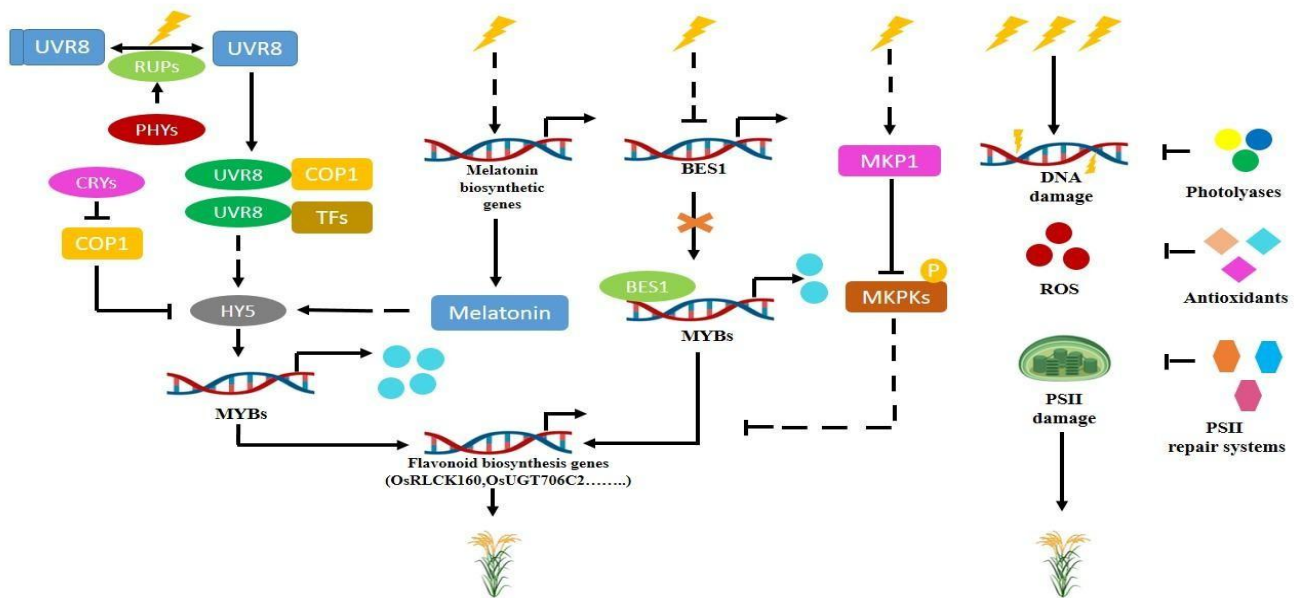 UVR8
UVR8
RUPs
PHYs
CRYs
COP1
UVR8
COP1
UVR8
TFs
HY5
MYBs
Melatonin
biosynthetic
genes
Melatonin
BES1
BES1
MYBs
MKP1
P
MKPKs
Flavonoid biosynthesis genes
(OsRLCK160,OsUGT706C2……..)
DNA
damage
ROS
PSII
damage
Photolyases
Antioxidants
PSII
repair systems